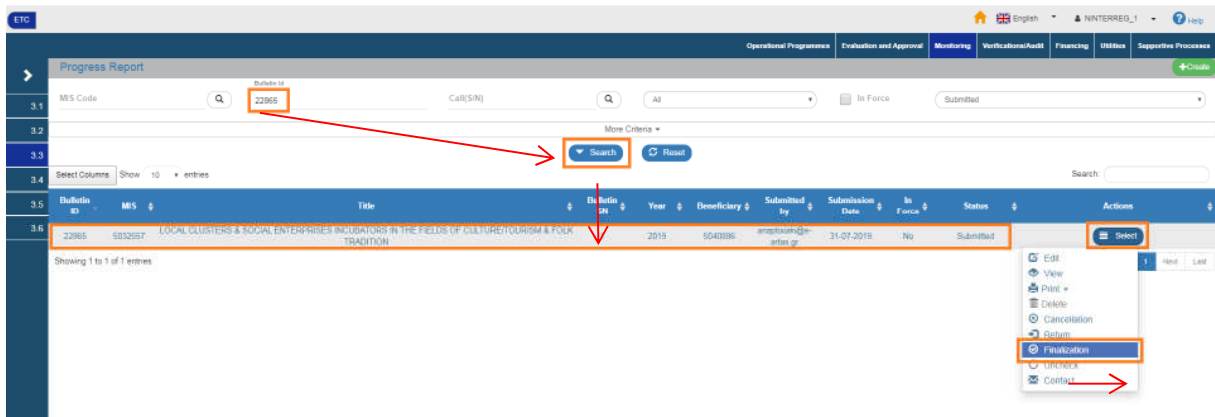 ETC
English NINTERREG_1 Help
Operational Programmes Evaluation and Approval Monitoring Verifications/Audit Financing Utilities Supportive Processes
Progress Report +Create
Bulletin Id
MIS Code 22965 Call(S/N) All In Force Submitted
3.1
More Criteria
3.2
Search Reset
3.3
Select Columns Show 10 entries Search:
3.4
Bulletin ID MIS Title Bulletin SN Year Beneficiary Submitted by Submission Date In Force Status Actions
3.5
3.6
22965 5032557 LOCAL CLUSTERS & SOCIAL ENTERPRISES INCUBATORS IN THE FIELDS OF CULTURE/TOURISM & FOLK TRADITION 2019 31-07-2019 No Submitted Select
Showing 1 to 1 of 1 entries 1 Next Last
Edit
View
Print
Delete
Cancellation
Return
Finalization
Uncheck
Contact